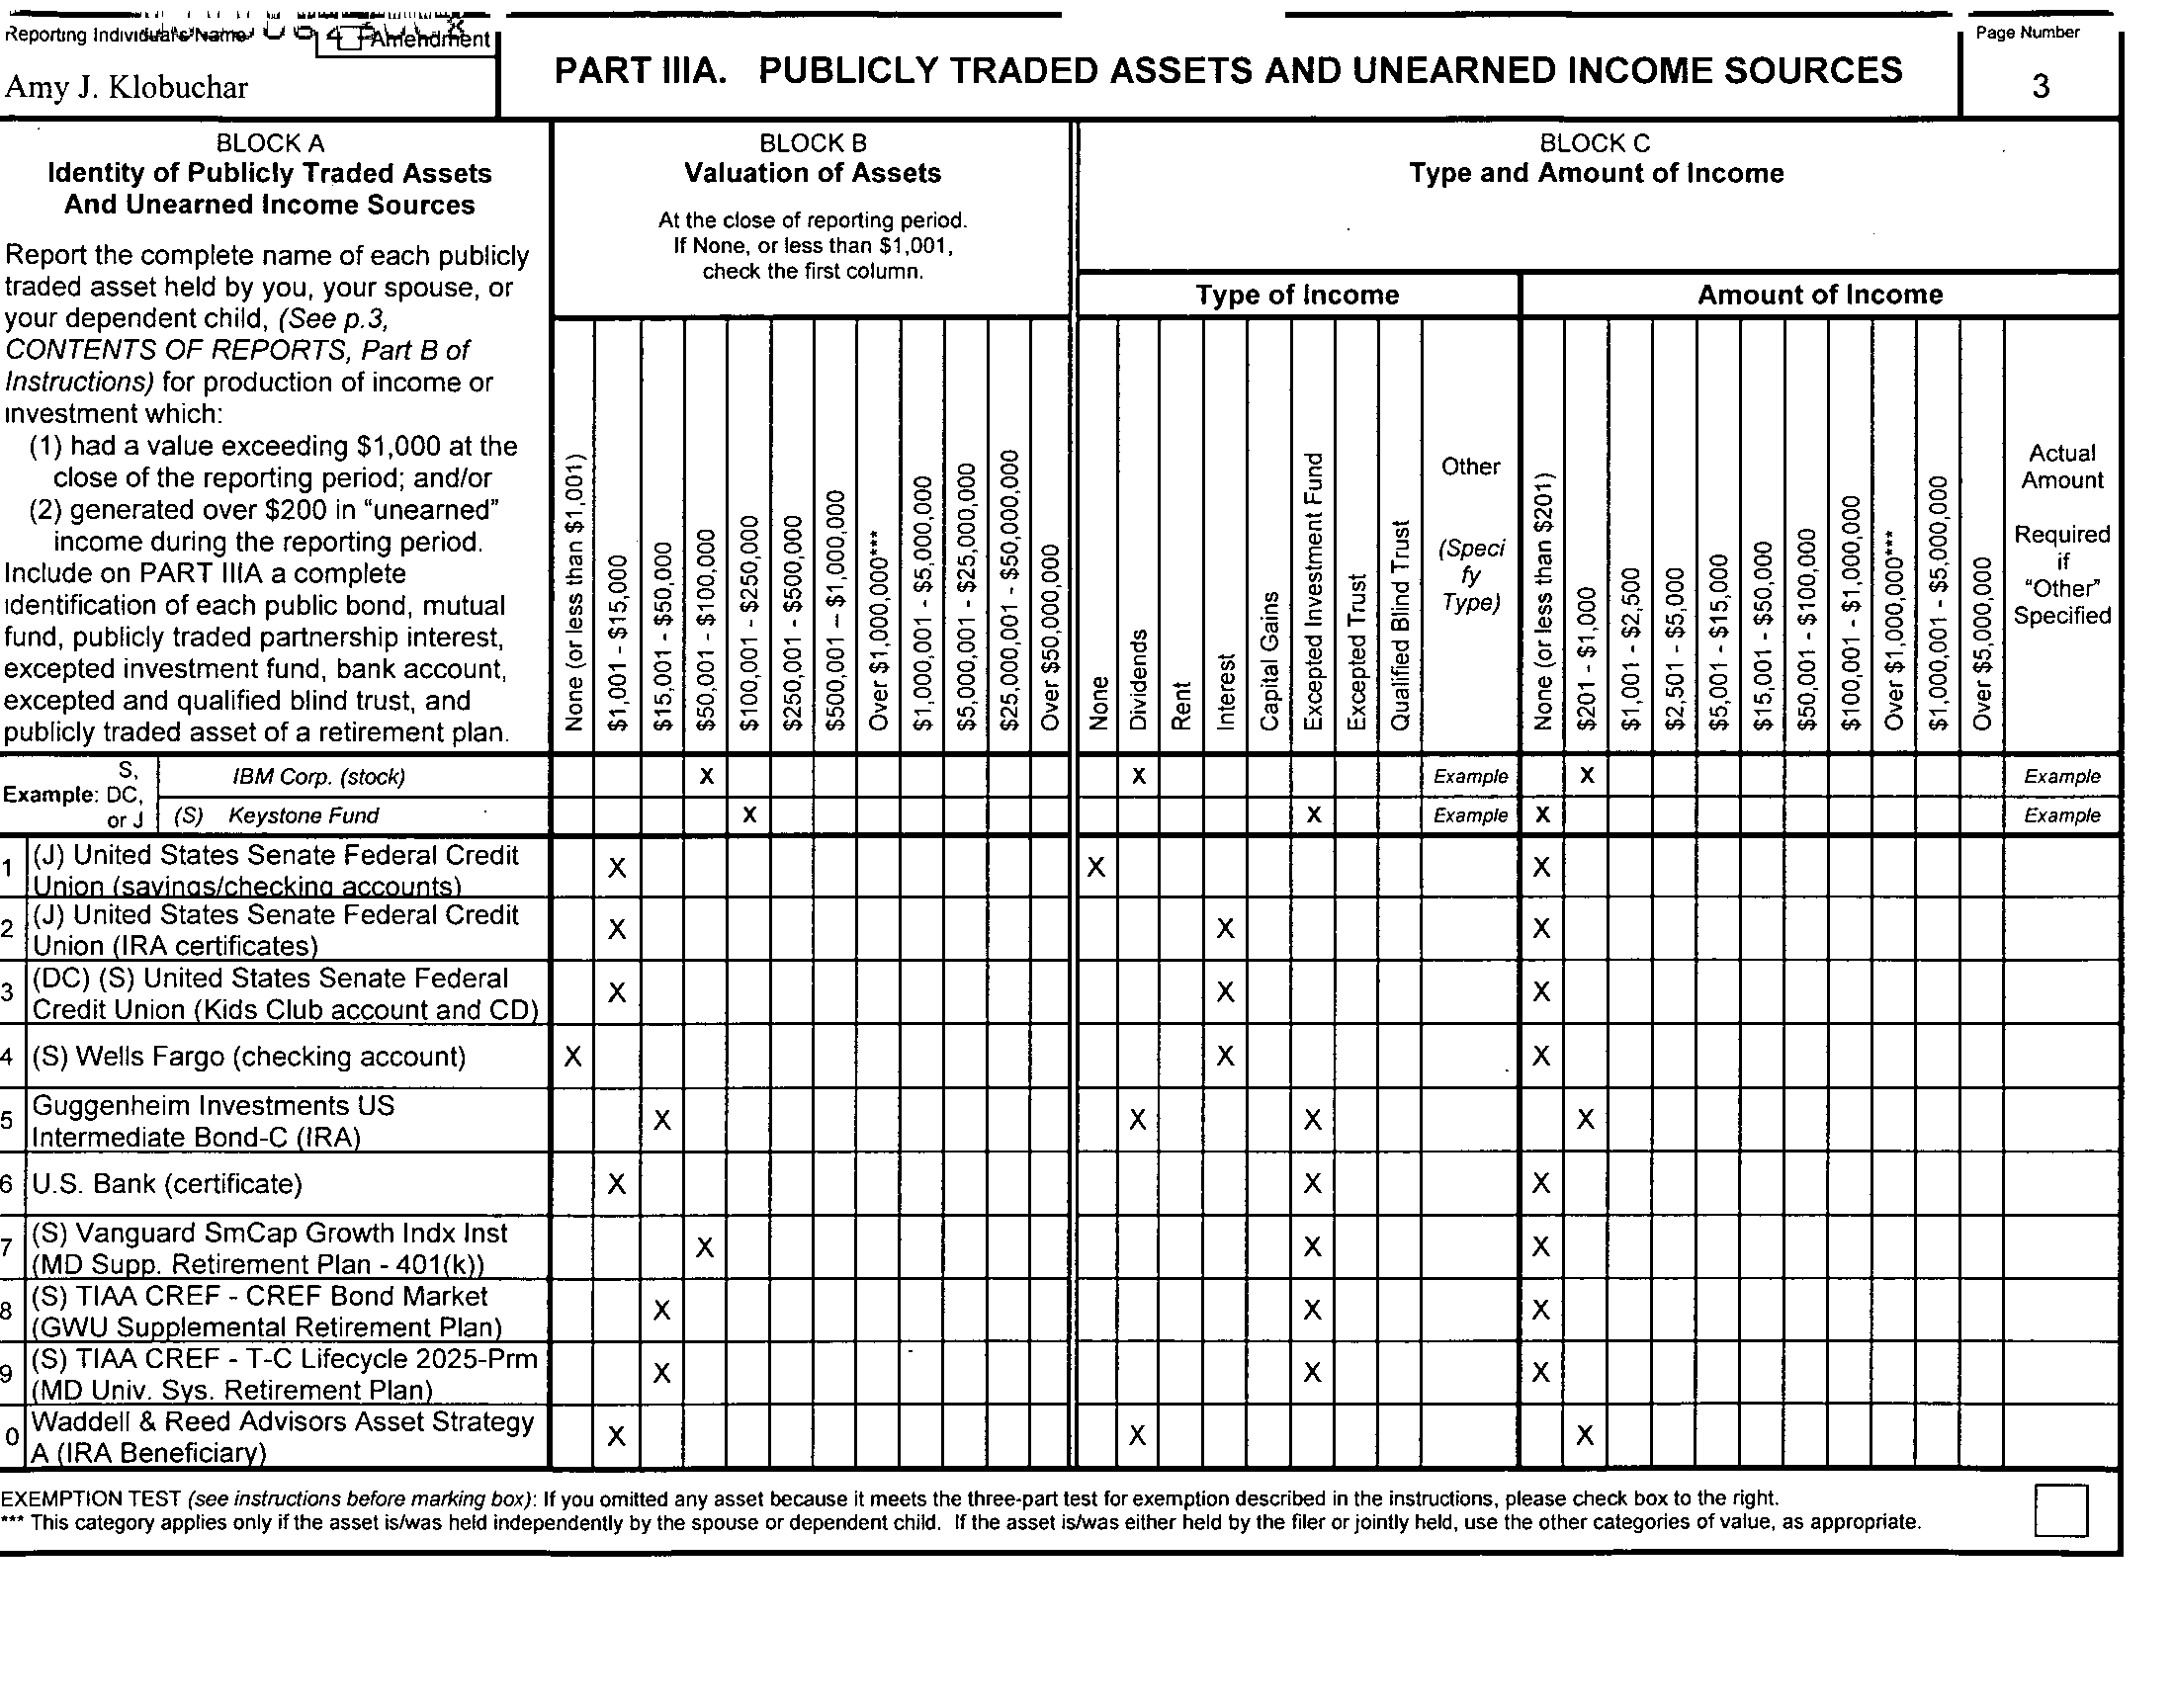 Reporting Individual's Name
Amendment
Amy J. Klobuchar
PART IIIA. PUBLICLY TRADED ASSETS AND UNEARNED INCOME SOURCES
Page Number
3
BLOCK A
Identity of Publicly Traded Assets
And Unearned Income Sources
Report the complete name of each publicly
traded asset held by you, your spouse, or
your dependent child, (See p.3,
CONTENTS OF REPORTS, Part B of
Instructions) for production of income or
investment which:
(1) had a value exceeding $1,000 at the
close of the reporting period; and/or
(2) generated over $200 in “unearned”
income during the reporting period.
Include on PART IIIA a complete
identification of each public bond, mutual
fund, publicly traded partnership interest,
excepted investment fund, bank account,
excepted and qualified blind trust, and
publicly traded asset of a retirement plan.
BLOCK B
Valuation of Assets
At the close of reporting period.
If None, or less than $1,001,
check the first column.
None (or less than $1,001)
$1,001 - $15,000
$15,001 - $50,000
$50,001 - $100,000
$100,001 - $250,000
$250,001 - $500,000
$500,001 – $1,000,000
Over $1,000,000***
$1,000,001 - $5,000,000
$5,000,001 - $25,000,000
$25,000,001 - $50,000,000
Over $50,000,000
BLOCK C
Type and Amount of Income
Type of Income
None
Dividends
Rent
Interest
Capital Gains
Excepted Investment Fund
Excepted Trust
Qualified Blind Trust
Other
(Speci
fy
Type)
Amount of Income
None (or less than $201)
$201 - $1,000
$1,001 - $2,500
$2,501 - $5,000
$5,001 - $15,000
$15,001 - $50,000
$50,001 - $100,000
$100,001 - $1,000,000
Over $1,000,000***
$1,000,001 - $5,000,000
Over $5,000,000
Actual
Amount
Required
if
“Other”
Specified
Example:
S,
DC,
or J
IBM Corp. (stock) X X Example X Example
(S) Keystone Fund X X Example X Example
1 (J) United States Senate Federal Credit
Union (savings/checking accounts) X X X
2 (J) United States Senate Federal Credit
Union (IRA certificates) X X X
3 (DC) (S) United States Senate Federal
Credit Union (Kids Club account and CD) X X X
4 (S) Wells Fargo (checking account) X X X
5 Guggenheim Investments US
Intermediate Bond-C (IRA) X X X X
6 U.S. Bank (certificate) X X X
7 (S) Vanguard SmCap Growth Indx Inst
(MD Supp. Retirement Plan - 401(k)) X X X
8 (S) TIAA CREF - CREF Bond Market
(GWU Supplemental Retirement Plan) X X X
9 (S) TIAA CREF - T-C Lifecycle 2025-Prm
(MD Univ. Sys. Retirement Plan) X X X
0 Waddell & Reed Advisors Asset Strategy
A (IRA Beneficiary) X X X
EXEMPTION TEST (see instructions before marking box): If you omitted any asset because it meets the three-part test for exemption described in the instructions, please check box to the right.
*** This category applies only if the asset is/was held independently by the spouse or dependent child. If the asset is/was either held by the filer or jointly held, use the other categories of value, as appropriate.